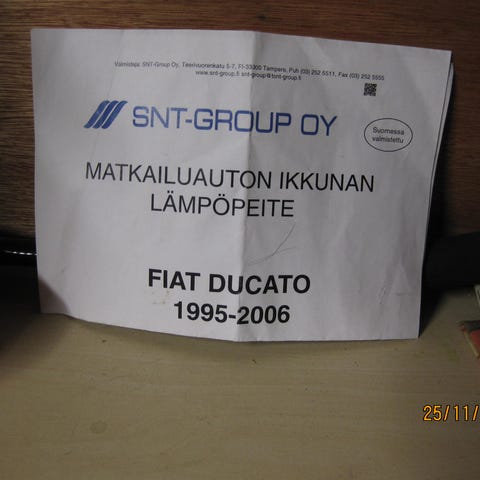 Valmistaja: SNT-Group Oy, Teerivuorenkatu 5-7, FI-33300 Tampere, Puh (03) 252 5511, Fax (03) 252 5555
www.snt-group.fi snt-group@snt-group.fi
SNT-GROUP OY
Suomessa
valmistettu
MATKAILUAUTON IKKUNAN
LÄMPÖPEITE
FIAT DUCATO
1995-2006
25/11/